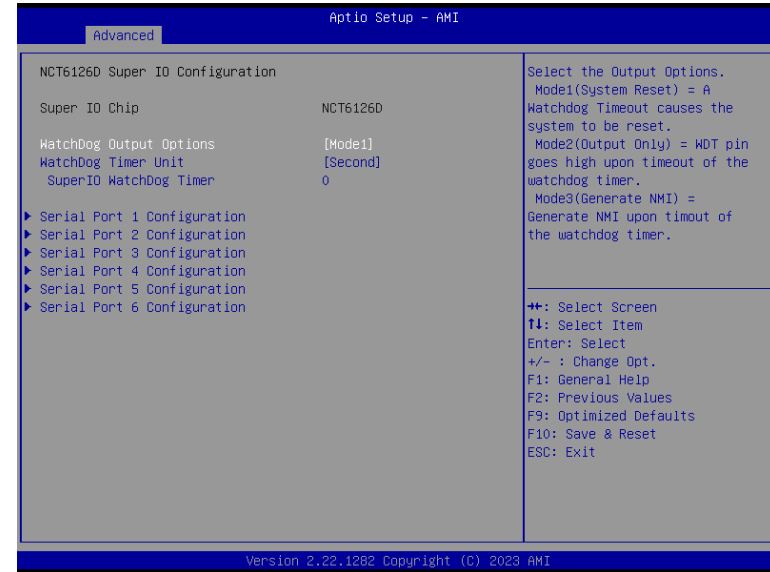 Aptio Setup – AMI
Advanced
NCT6126D Super IO Configuration
Super IO Chip NCT6126D
WatchDog Output Options [Mode1]
WatchDog Timer Unit [Second]
SuperIO WatchDog Timer 0
▶ Serial Port 1 Configuration
▶ Serial Port 2 Configuration
▶ Serial Port 3 Configuration
▶ Serial Port 4 Configuration
▶ Serial Port 5 Configuration
▶ Serial Port 6 Configuration
Select the Output Options.
Mode1(System Reset) = A
Watchdog Timeout causes the
system to be reset.
Mode2(Output Only) = WDT pin
goes high upon timeout of the
watchdog timer.
Mode3(Generate NMI) =
Generate NMI upon timout of
the watchdog timer.
→←: Select Screen
↑↓: Select Item
Enter: Select
+/- : Change Opt.
F1: General Help
F2: Previous Values
F9: Optimized Defaults
F10: Save & Reset
ESC: Exit
Version 2.22.1282 Copyright (C) 2023 AMI